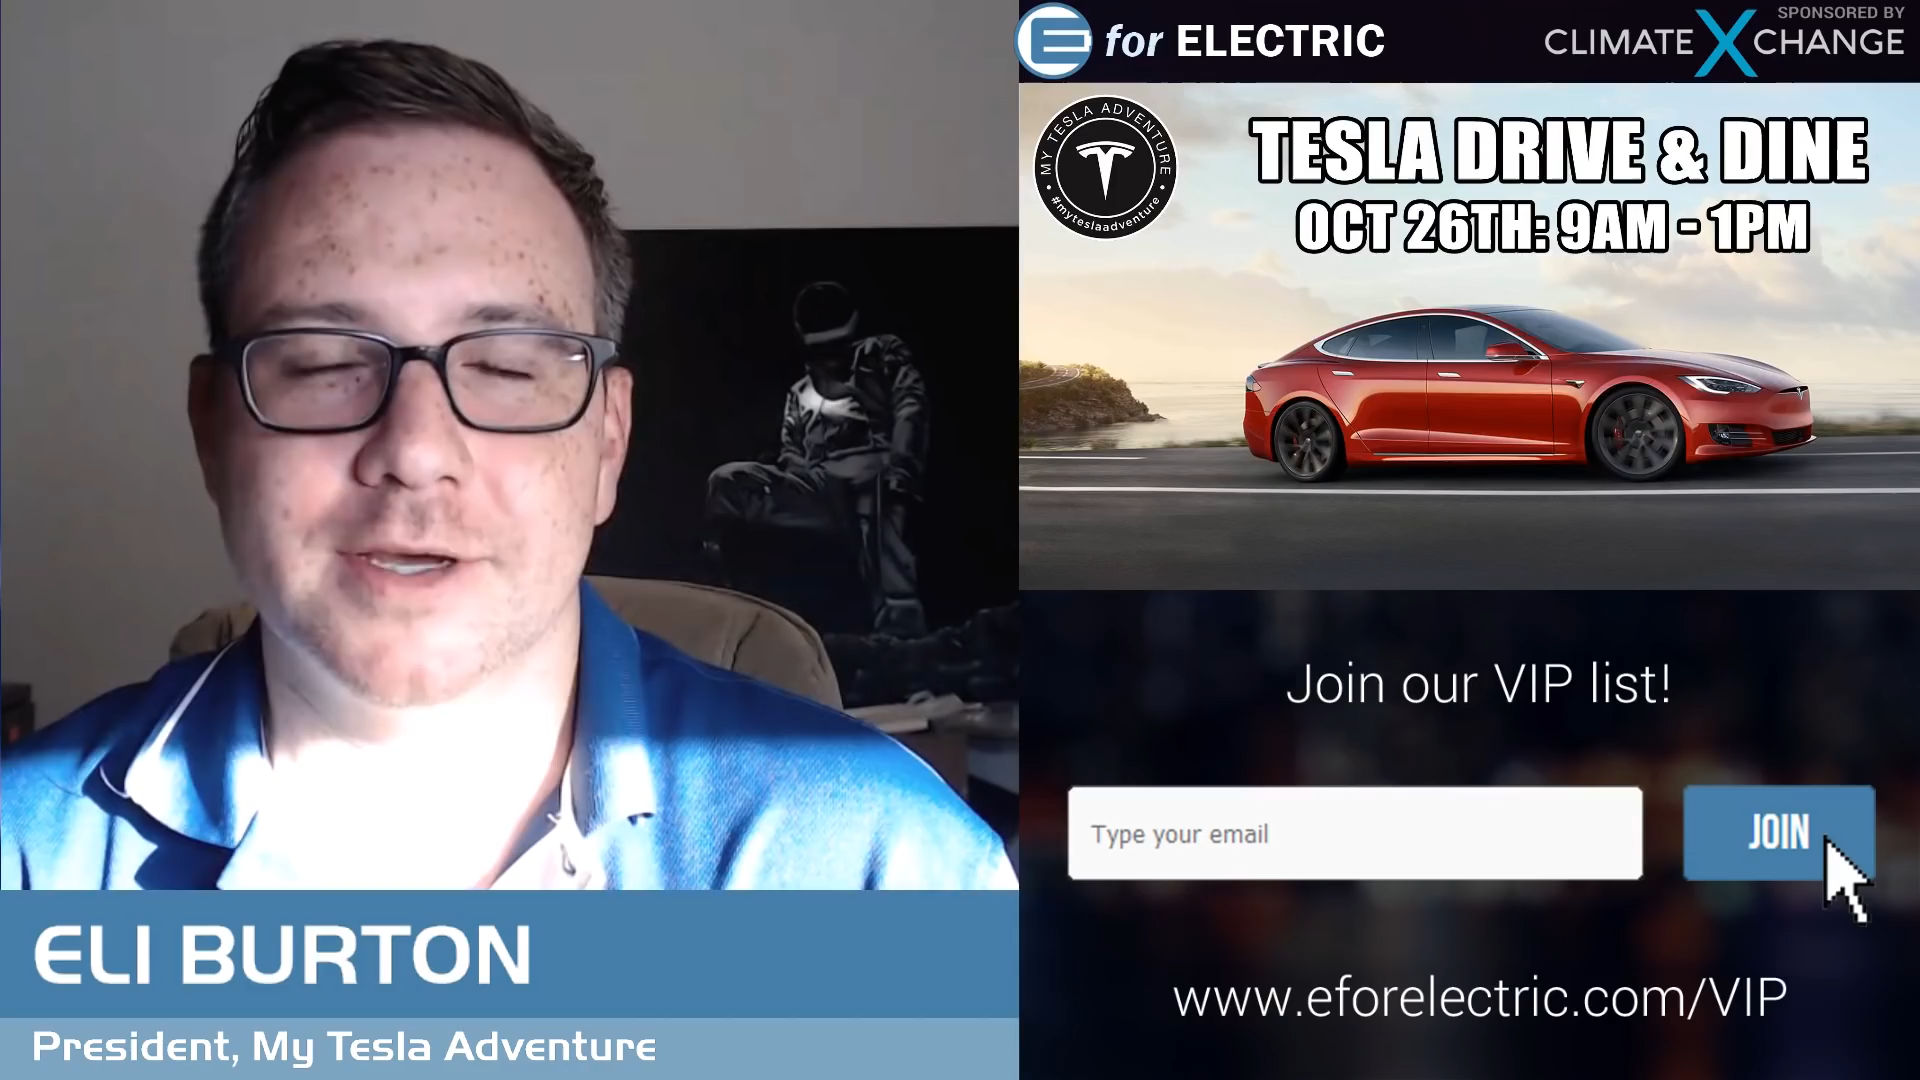 for ELECTRIC
SPONSORED BY
CLIMATE XCHANGE
MY TESLA ADVENTURE
#myteslaadventure
TESLA DRIVE & DINE
OCT 26TH: 9AM - 1PM
Join our VIP list!
Type your email
JOIN
www.eforelectric.com/VIP
ELI BURTON
President, My Tesla Adventure